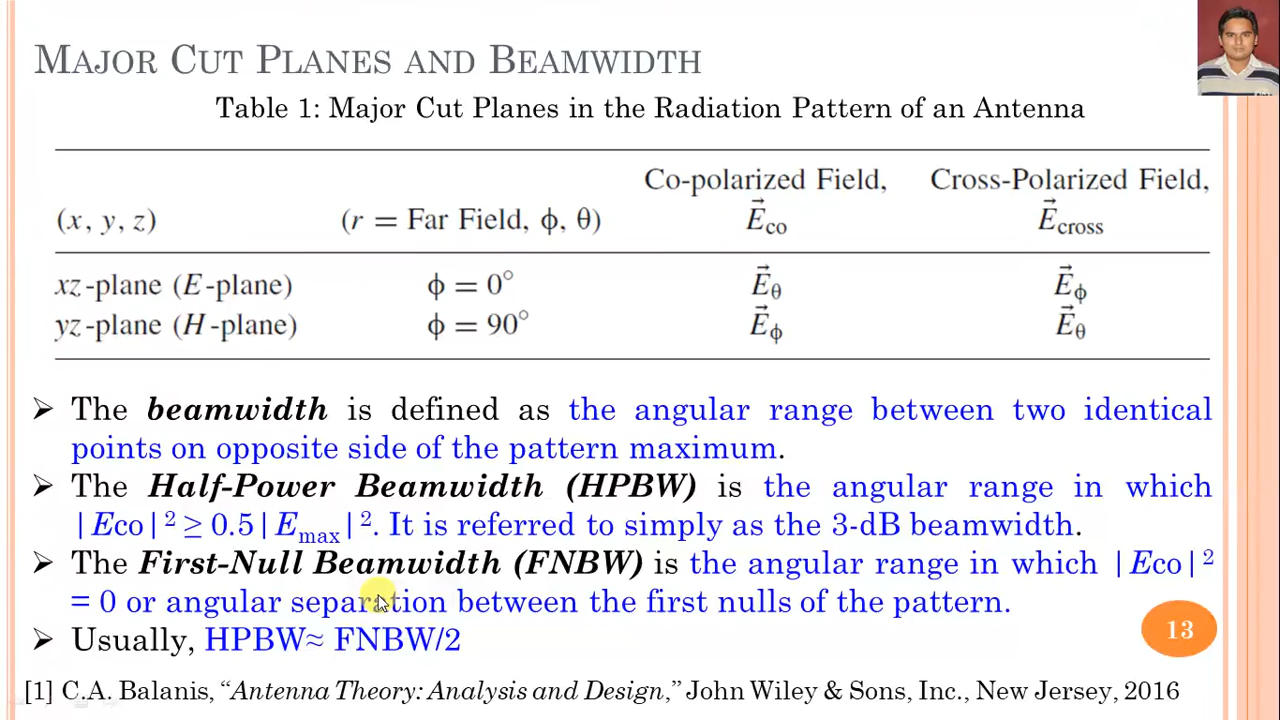 MAJOR CUT PLANES AND BEAMWIDTH
Table 1: Major Cut Planes in the Radiation Pattern of an Antenna
Co-polarized Field, Cross-Polarized Field,
(x, y, z) (r = Far Field, ϕ, θ) E⃗co E⃗cross
xz-plane (E-plane) ϕ = 0° E⃗θ E⃗ϕ
yz-plane (H-plane) ϕ = 90° E⃗ϕ E⃗θ
➢ The beamwidth is defined as the angular range between two identical
points on opposite side of the pattern maximum.
➢ The Half-Power Beamwidth (HPBW) is the angular range in which
|Eco|² ≥ 0.5|Emax|². It is referred to simply as the 3-dB beamwidth.
➢ The First-Null Beamwidth (FNBW) is the angular range in which |Eco|²
= 0 or angular separation between the first nulls of the pattern.
➢ Usually, HPBW≈ FNBW/2
13
[1] C.A. Balanis, “Antenna Theory: Analysis and Design,” John Wiley & Sons, Inc., New Jersey, 2016